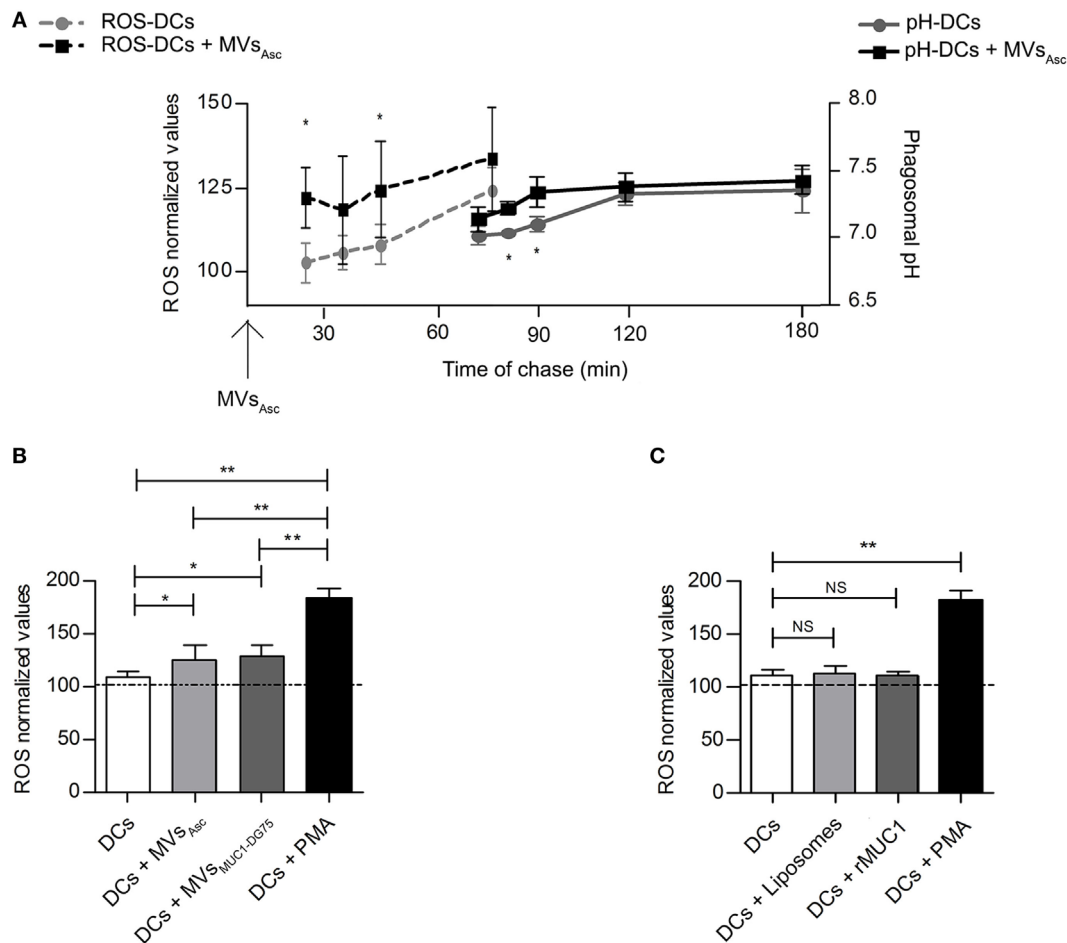 A
ROS-DCs
ROS-DCs + MVsAsc
pH-DCs
pH-DCs + MVsAsc
ROS normalized values
150
125
100
*
*
*
*
8.0
7.5
7.0
6.5
Phagosomal pH
30
60
90
120
180
Time of chase (min)
MVsAsc
B
**
**
**
*
*
ROS normalized values
200
150
100
50
0
DCs
DCs + MVsAsc
DCs + MVsMUC1-DG75
DCs + PMA
C
**
NS
NS
ROS normalized values
200
150
100
50
0
DCs
DCs + Liposomes
DCs + rMUC1
DCs + PMA